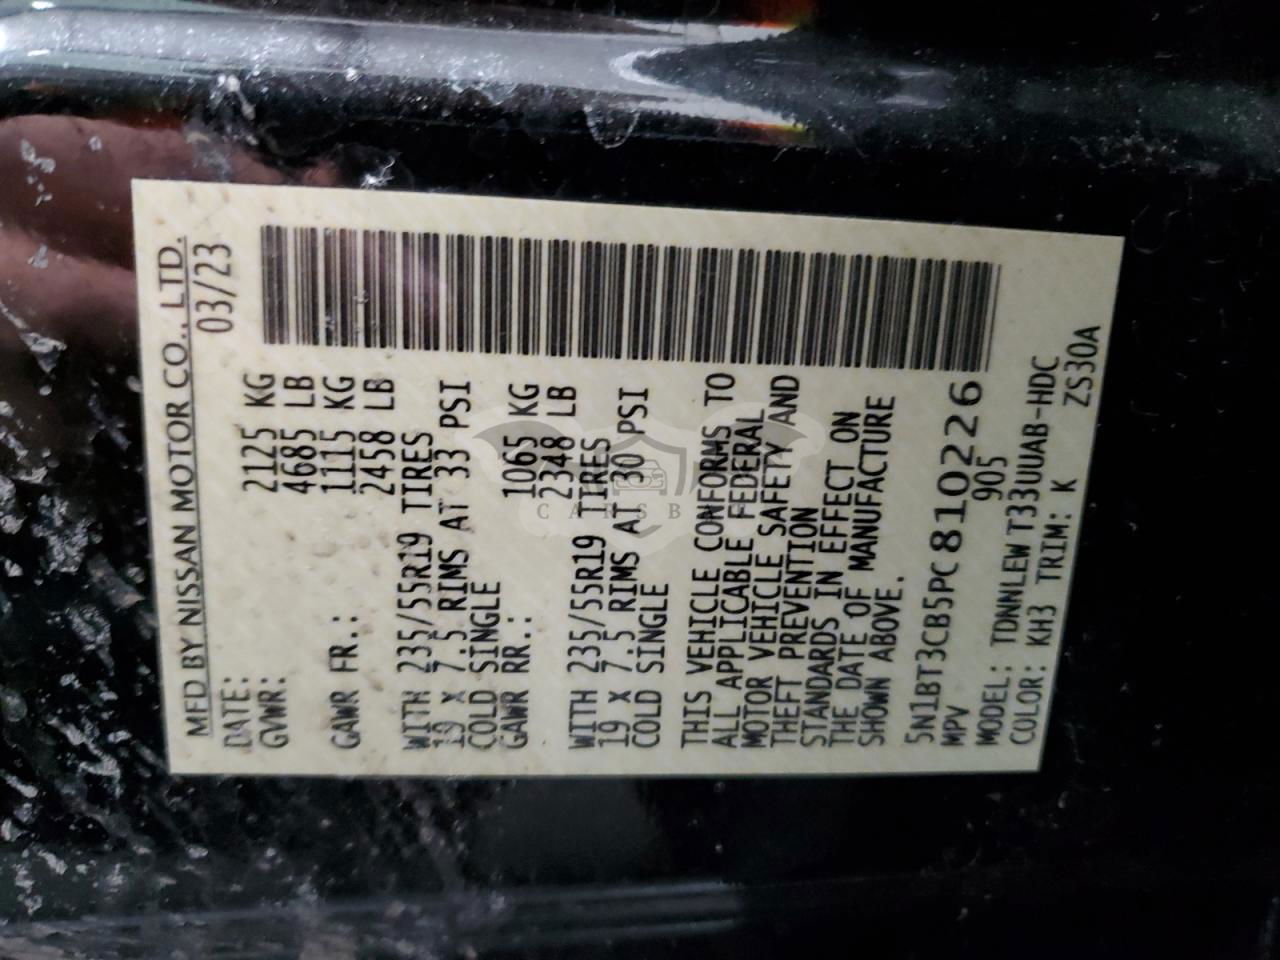 MFD BY NISSAN MOTOR CO., LTD.
DATE: 03/23
GVWR: 2125 KG
4685 LB
GAWR FR.: 1115 KG
2458 LB
WITH 235/55R19 TIRES
19 x 7.5 RIMS AT 33 PSI
COLD SINGLE
GAWR RR.: 1065 KG
2348 LB
WITH 235/55R19 TIRES
19 x 7.5 RIMS AT 30 PSI
COLD SINGLE
THIS VEHICLE CONFORMS TO
ALL APPLICABLE FEDERAL
MOTOR VEHICLE SAFETY AND
THEFT PREVENTION
STANDARDS IN EFFECT ON
THE DATE OF MANUFACTURE
SHOWN ABOVE.
5N1BT3CB5PC810226
MPV 905
MODEL: TDNNLEW T33UUAB-HDC
COLOR: KH3 TRIM: K ZS30A